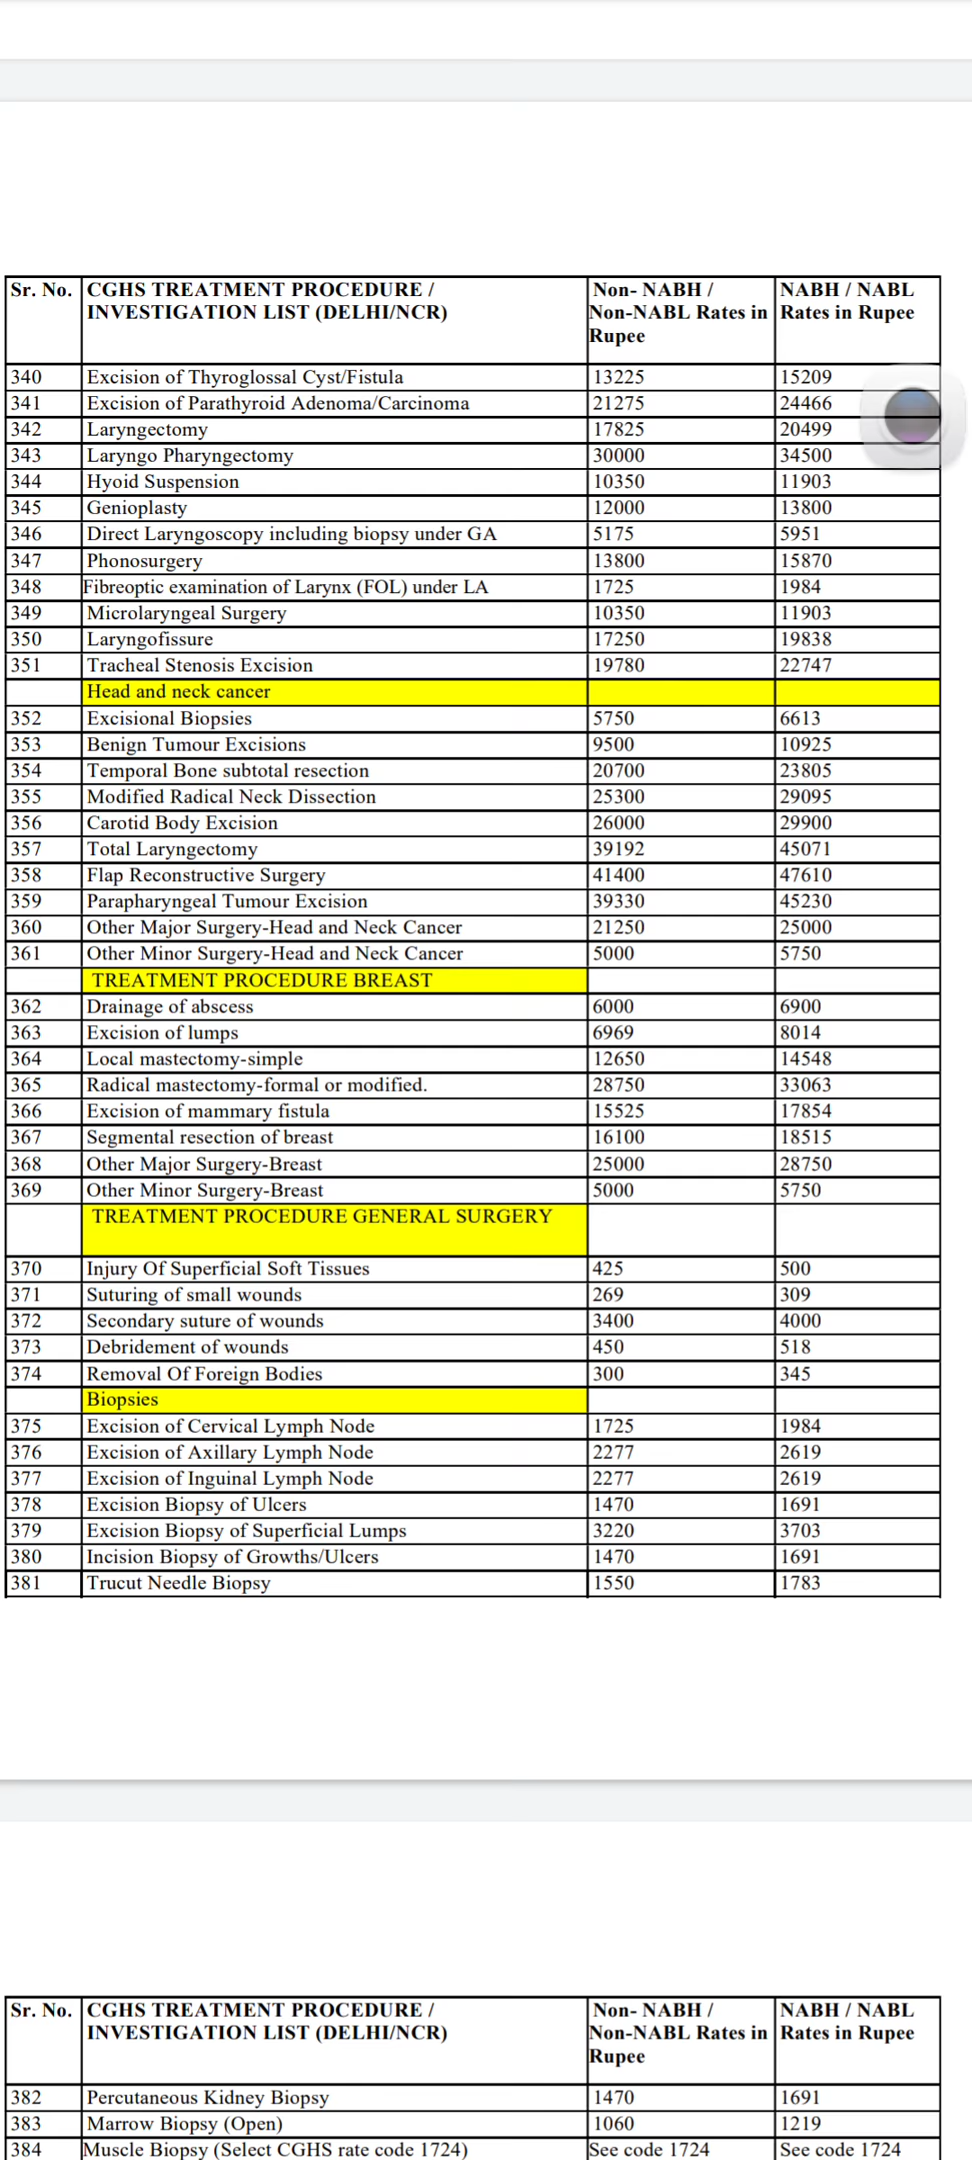 Sr. No. CGHS TREATMENT PROCEDURE / INVESTIGATION LIST (DELHI/NCR) Non- NABH / Non-NABL Rates in Rupee NABH / NABL Rates in Rupee
340 Excision of Thyroglossal Cyst/Fistula 13225 15209
341 Excision of Parathyroid Adenoma/Carcinoma 21275 24466
342 Laryngectomy 17825 20499
343 Laryngo Pharyngectomy 30000 34500
344 Hyoid Suspension 10350 11903
345 Genioplasty 12000 13800
346 Direct Laryngoscopy including biopsy under GA 5175 5951
347 Phonosurgery 13800 15870
348 Fibreoptic examination of Larynx (FOL) under LA 1725 1984
349 Microlaryngeal Surgery 10350 11903
350 Laryngofissure 17250 19838
351 Tracheal Stenosis Excision 19780 22747
Head and neck cancer
352 Excisional Biopsies 5750 6613
353 Benign Tumour Excisions 9500 10925
354 Temporal Bone subtotal resection 20700 23805
355 Modified Radical Neck Dissection 25300 29095
356 Carotid Body Excision 26000 29900
357 Total Laryngectomy 39192 45071
358 Flap Reconstructive Surgery 41400 47610
359 Parapharyngeal Tumour Excision 39330 45230
360 Other Major Surgery-Head and Neck Cancer 21250 25000
361 Other Minor Surgery-Head and Neck Cancer 5000 5750
TREATMENT PROCEDURE BREAST
362 Drainage of abscess 6000 6900
363 Excision of lumps 6969 8014
364 Local mastectomy-simple 12650 14548
365 Radical mastectomy-formal or modified. 28750 33063
366 Excision of mammary fistula 15525 17854
367 Segmental resection of breast 16100 18515
368 Other Major Surgery-Breast 25000 28750
369 Other Minor Surgery-Breast 5000 5750
TREATMENT PROCEDURE GENERAL SURGERY
370 Injury Of Superficial Soft Tissues 425 500
371 Suturing of small wounds 269 309
372 Secondary suture of wounds 3400 4000
373 Debridement of wounds 450 518
374 Removal Of Foreign Bodies 300 345
Biopsies
375 Excision of Cervical Lymph Node 1725 1984
376 Excision of Axillary Lymph Node 2277 2619
377 Excision of Inguinal Lymph Node 2277 2619
378 Excision Biopsy of Ulcers 1470 1691
379 Excision Biopsy of Superficial Lumps 3220 3703
380 Incision Biopsy of Growths/Ulcers 1470 1691
381 Trucut Needle Biopsy 1550 1783
Sr. No. CGHS TREATMENT PROCEDURE / INVESTIGATION LIST (DELHI/NCR) Non- NABH / Non-NABL Rates in Rupee NABH / NABL Rates in Rupee
382 Percutaneous Kidney Biopsy 1470 1691
383 Marrow Biopsy (Open) 1060 1219
384 Muscle Biopsy (Select CGHS rate code 1724) See code 1724 See code 1724